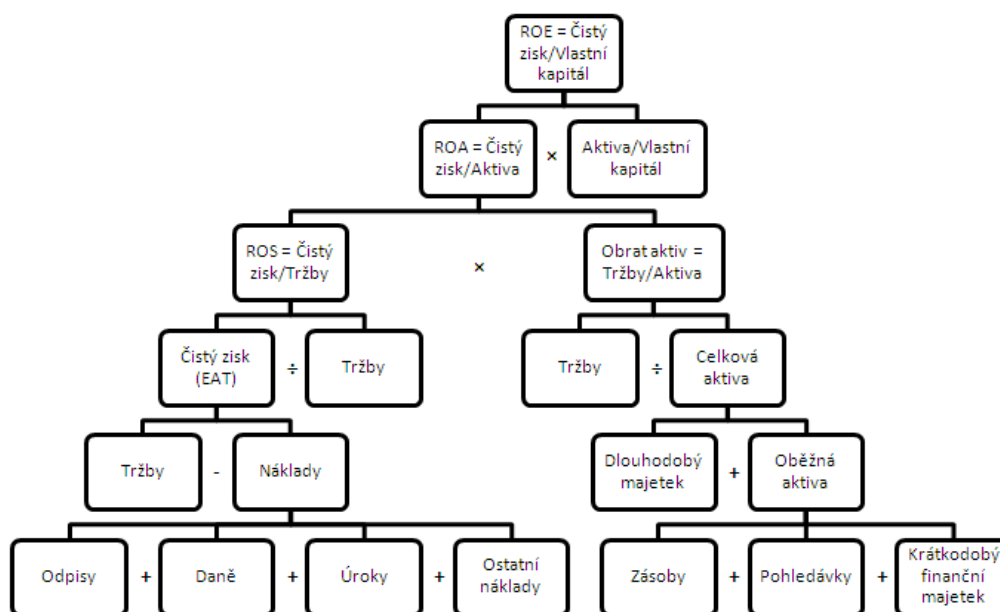 ROE = Čistý
zisk/Vlastní
kapitál
ROA = Čistý
zisk/Aktiva
×
Aktiva/Vlastní
kapitál
ROS = Čistý
zisk/Tržby
×
Obrat aktiv =
Tržby/Aktiva
Čistý zisk
(EAT)
÷
Tržby
Tržby
÷
Celková
aktiva
Tržby
-
Náklady
Dlouhodobý
majetek
+
Oběžná
aktiva
Odpisy
+
Daně
+
Úroky
+
Ostatní
náklady
Zásoby
+
Pohledávky
+
Krátkodobý
finanční
majetek